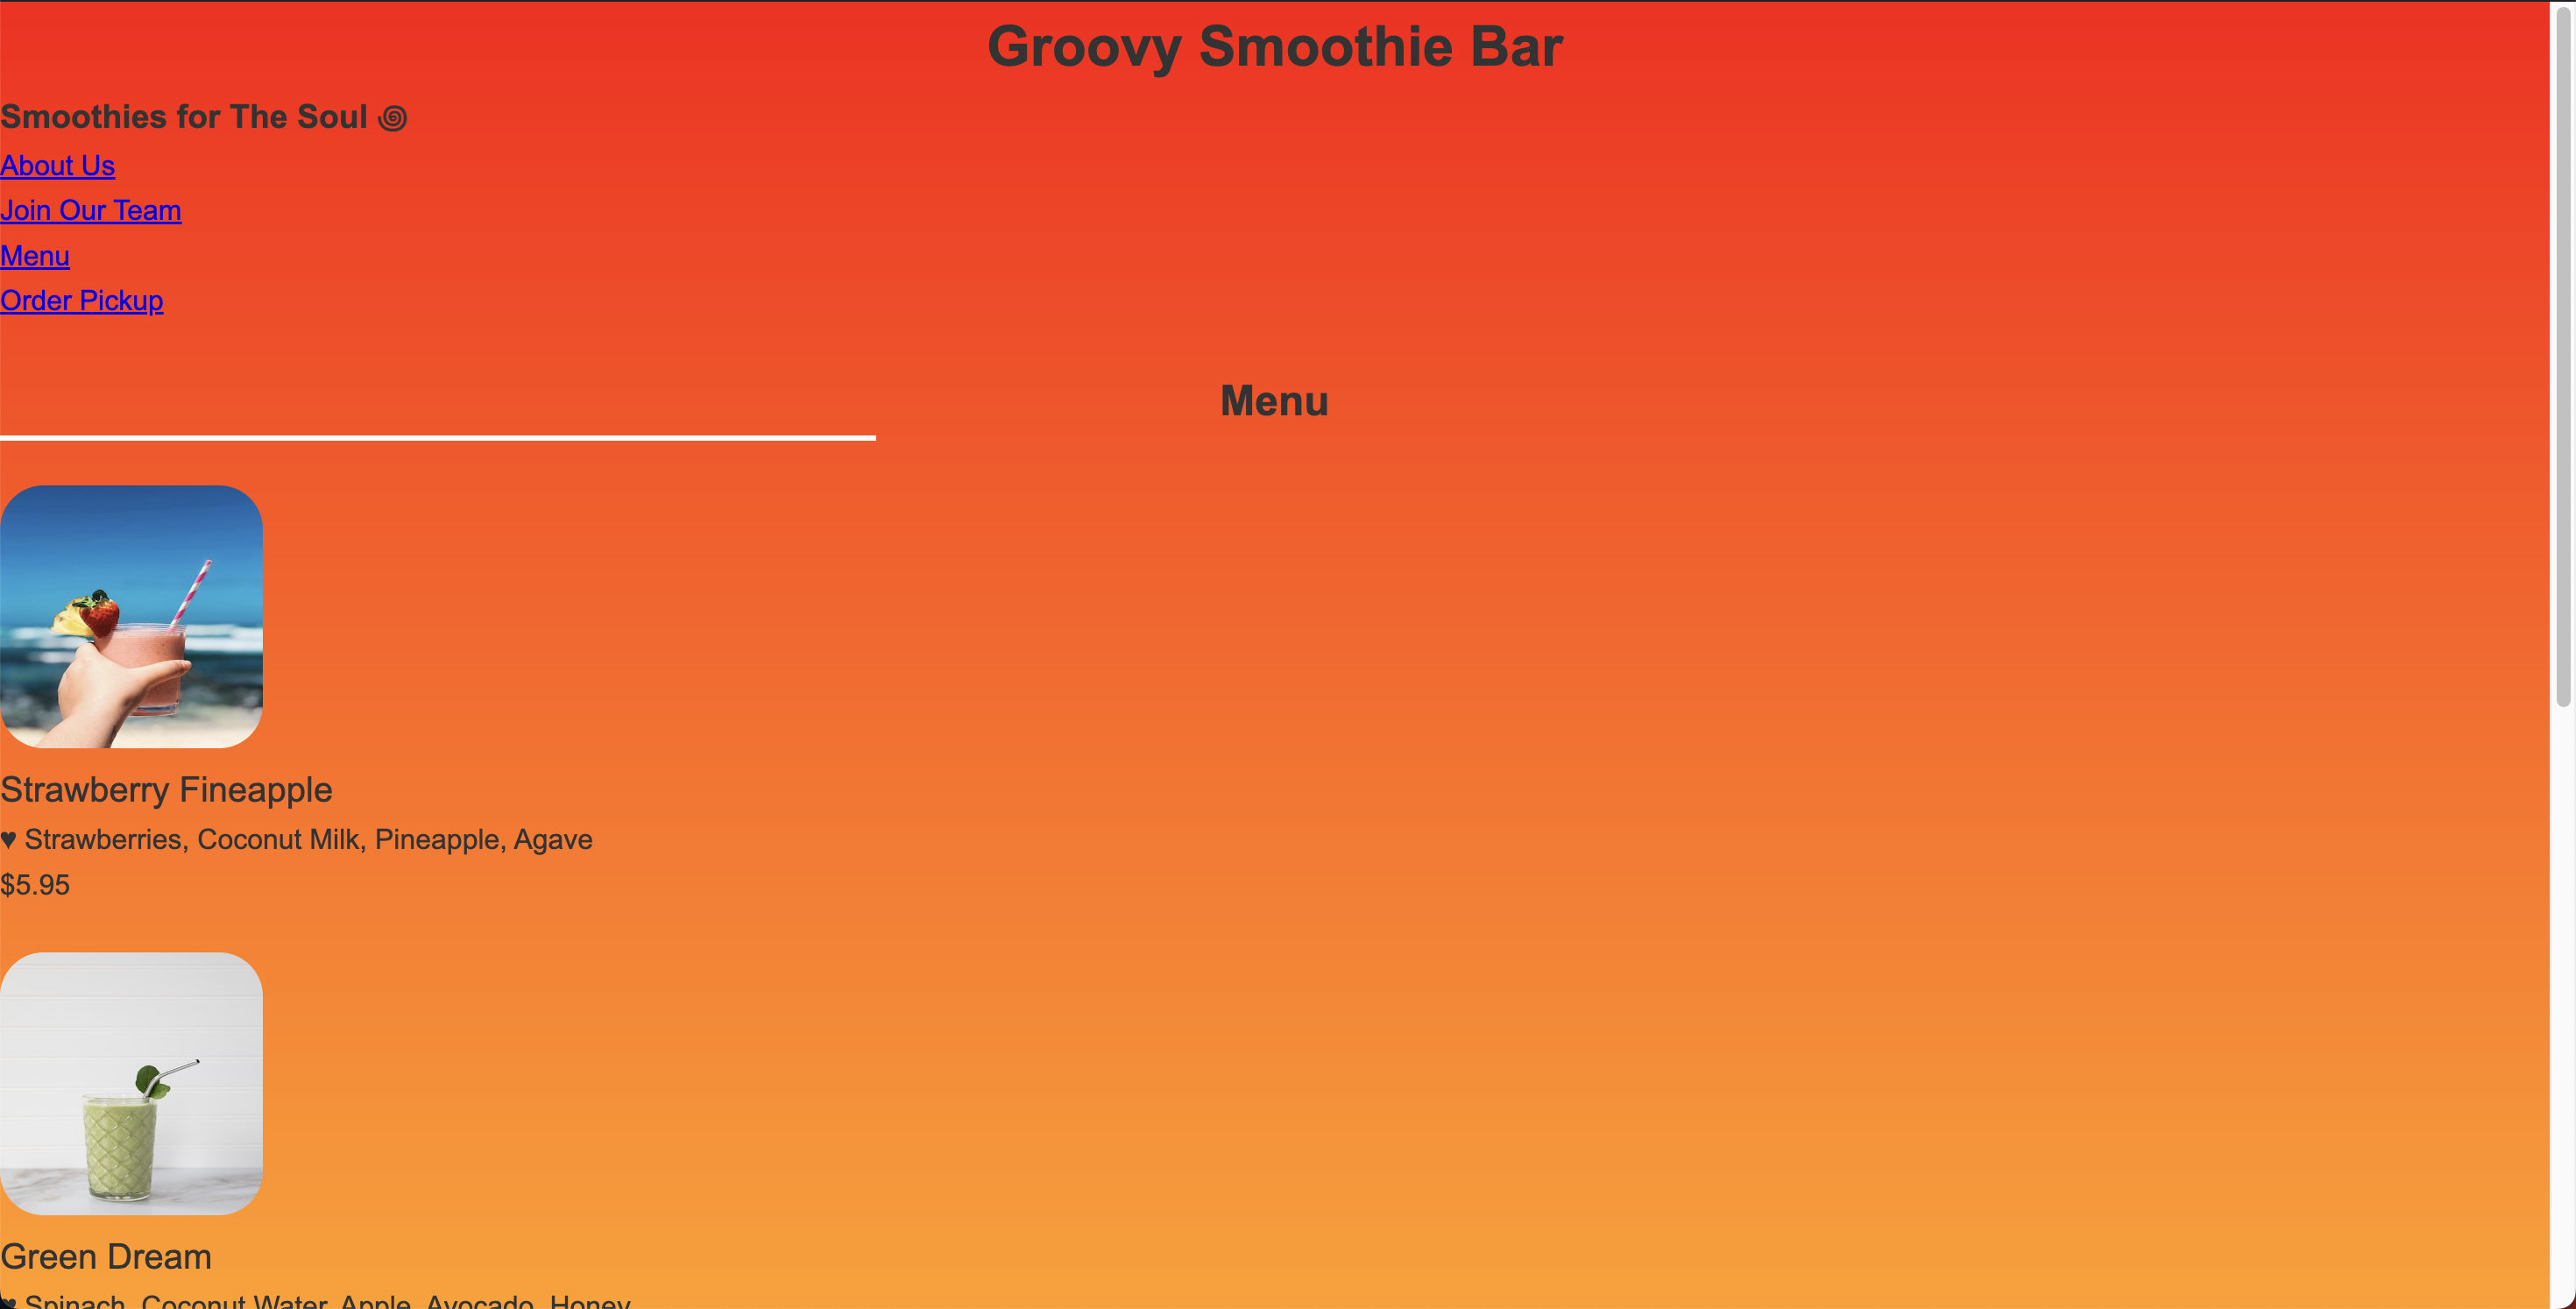 Groovy Smoothie Bar
Smoothies for The Soul
About Us
Join Our Team
Menu
Order Pickup
Menu
Strawberry Fineapple
♥ Strawberries, Coconut Milk, Pineapple, Agave
$5.95
Green Dream
♥ Spinach, Coconut Water, Apple, Avocado, Honey